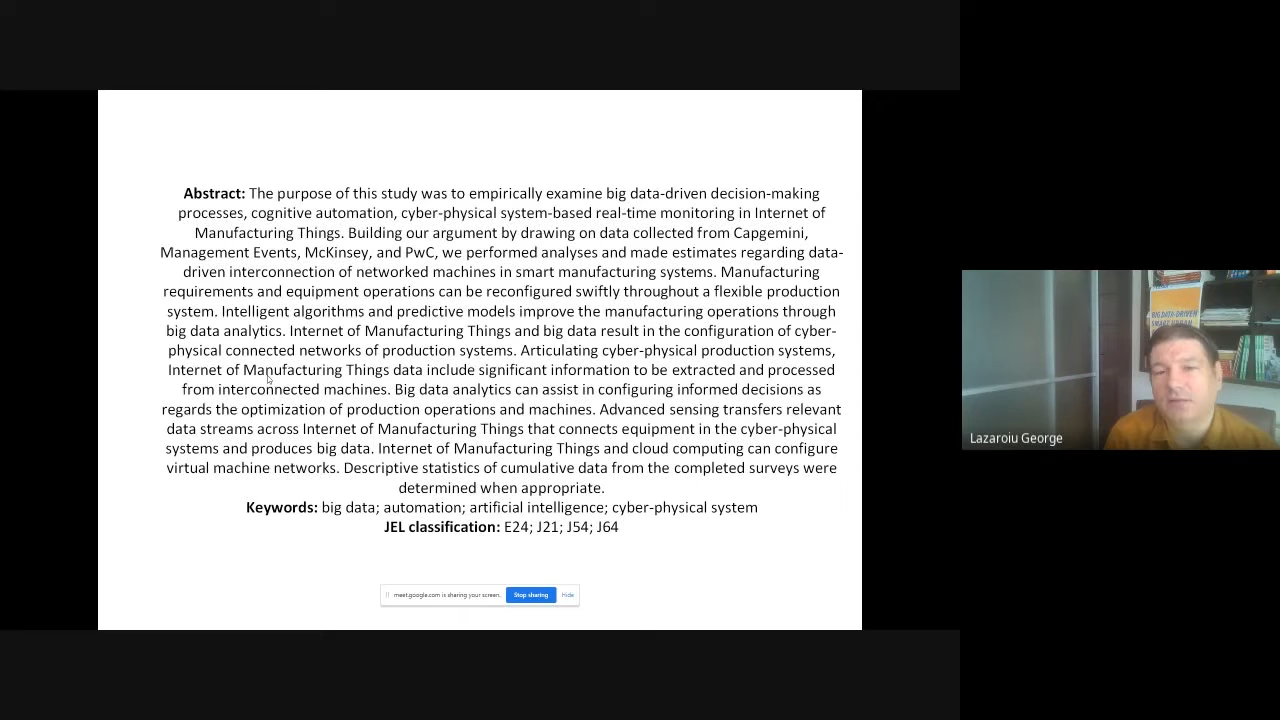 Abstract: The purpose of this study was to empirically examine big data-driven decision-making
processes, cognitive automation, cyber-physical system-based real-time monitoring in Internet of
Manufacturing Things. Building our argument by drawing on data collected from Capgemini,
Management Events, McKinsey, and PwC, we performed analyses and made estimates regarding data-
driven interconnection of networked machines in smart manufacturing systems. Manufacturing
requirements and equipment operations can be reconfigured swiftly throughout a flexible production
system. Intelligent algorithms and predictive models improve the manufacturing operations through
big data analytics. Internet of Manufacturing Things and big data result in the configuration of cyber-
physical connected networks of production systems. Articulating cyber-physical production systems,
Internet of Manufacturing Things data include significant information to be extracted and processed
from interconnected machines. Big data analytics can assist in configuring informed decisions as
regards the optimization of production operations and machines. Advanced sensing transfers relevant
data streams across Internet of Manufacturing Things that connects equipment in the cyber-physical
systems and produces big data. Internet of Manufacturing Things and cloud computing can configure
virtual machine networks. Descriptive statistics of cumulative data from the completed surveys were
determined when appropriate.
Keywords: big data; automation; artificial intelligence; cyber-physical system
JEL classification: E24; J21; J54; J64
meet.google.com is sharing your screen.
Stop sharing
Hide
BIG DATA-DRIVEN
SMART URBAN
Lazaroiu George